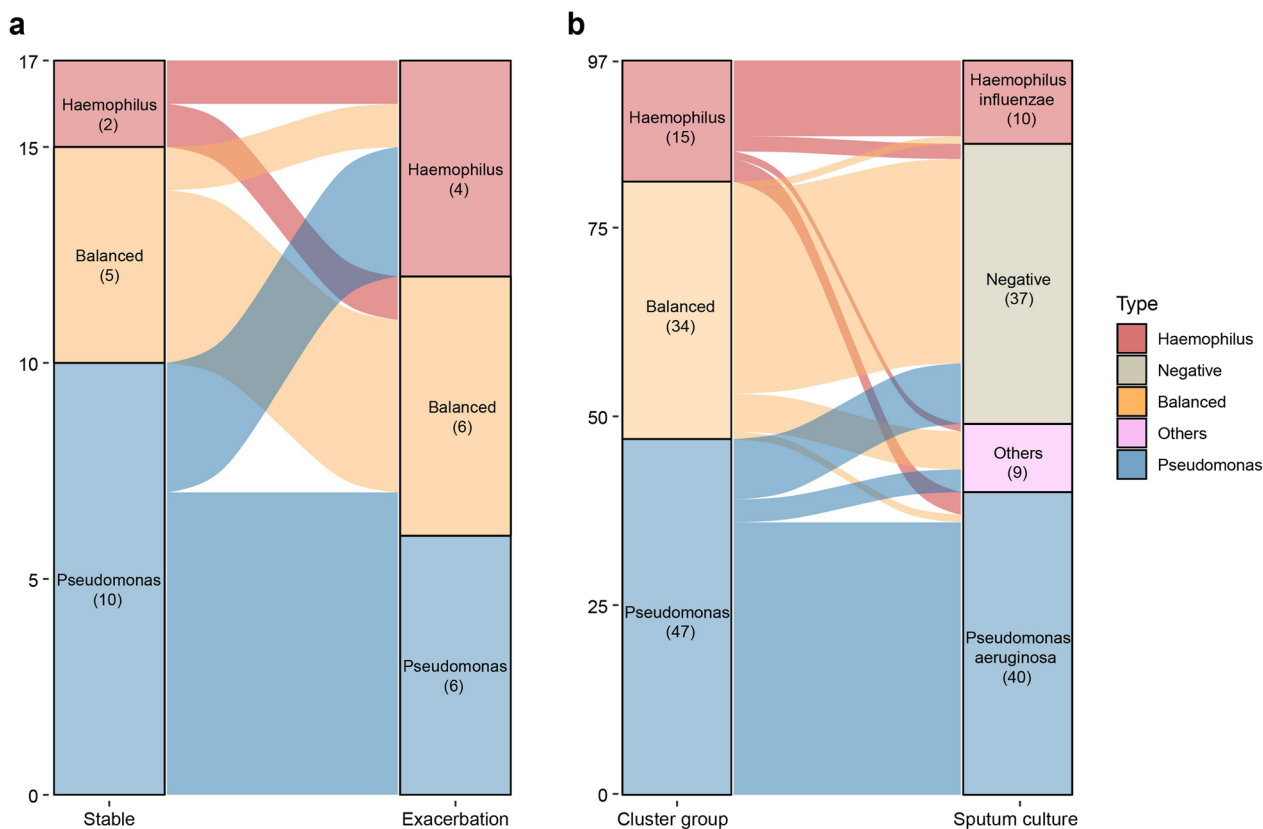 a
17
15
10
5
0
Haemophilus
(2)
Balanced
(5)
Pseudomonas
(10)
Haemophilus
(4)
Balanced
(6)
Pseudomonas
(6)
Stable
Exacerbation
b
97
75
50
25
0
Haemophilus
(15)
Balanced
(34)
Pseudomonas
(47)
Haemophilus
influenzae
(10)
Negative
(37)
Others
(9)
Pseudomonas
aeruginosa
(40)
Cluster group
Sputum culture
Type
Haemophilus
Negative
Balanced
Others
Pseudomonas